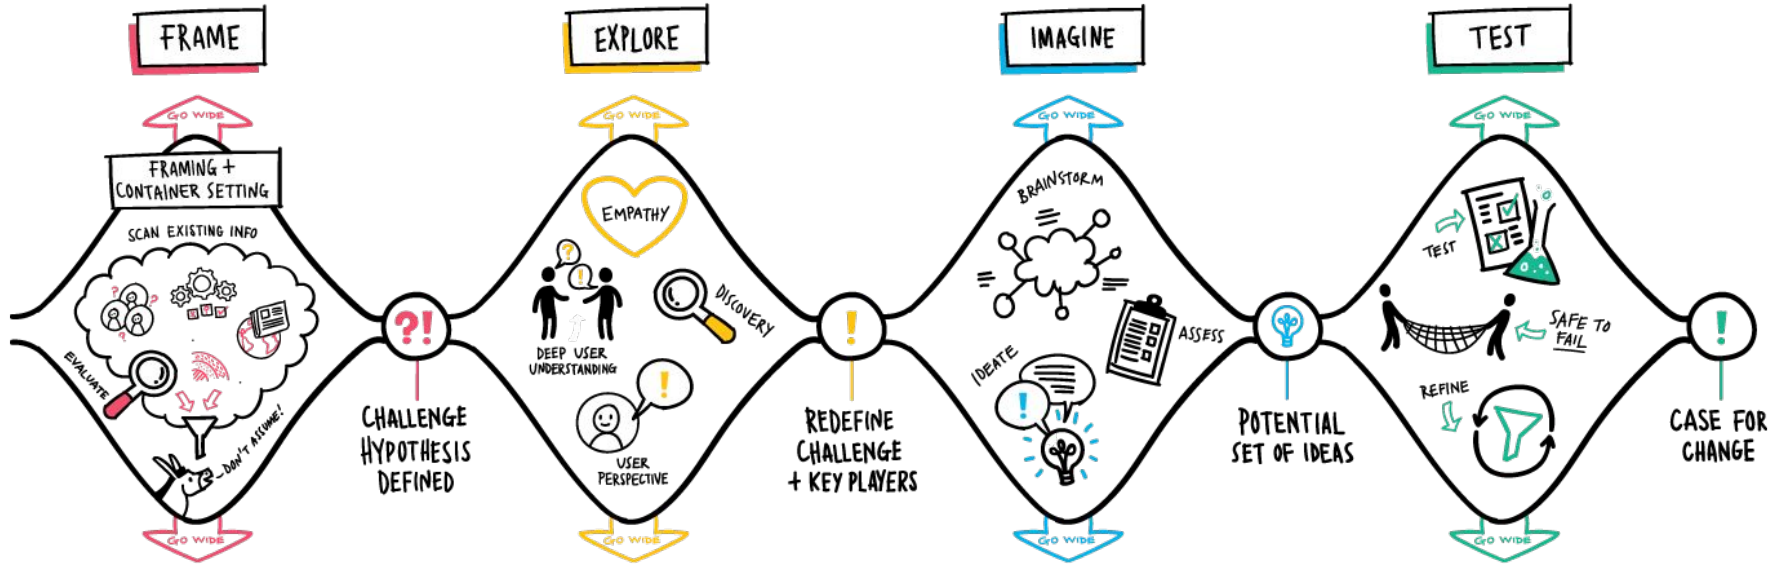 FRAME
EXPLORE
IMAGINE
TEST
GO WIDE
GO WIDE
GO WIDE
GO WIDE
FRAMING +
CONTAINER SETTING
SCAN EXISTING INFO
EVALUATE
DON'T ASSUME!
?!
CHALLENGE
HYPOTHESIS
DEFINED
EMPATHY
?
!
DEEP USER
UNDERSTANDING
DISCOVERY
!
USER
PERSPECTIVE
!
REDEFINE
CHALLENGE
+ KEY PLAYERS
BRAINSTORM
ASSESS
IDEATE
!
POTENTIAL
SET OF IDEAS
TEST
SAFE TO
FAIL
REFINE
!
CASE FOR
CHANGE
GO WIDE
GO WIDE
GO WIDE
GO WIDE